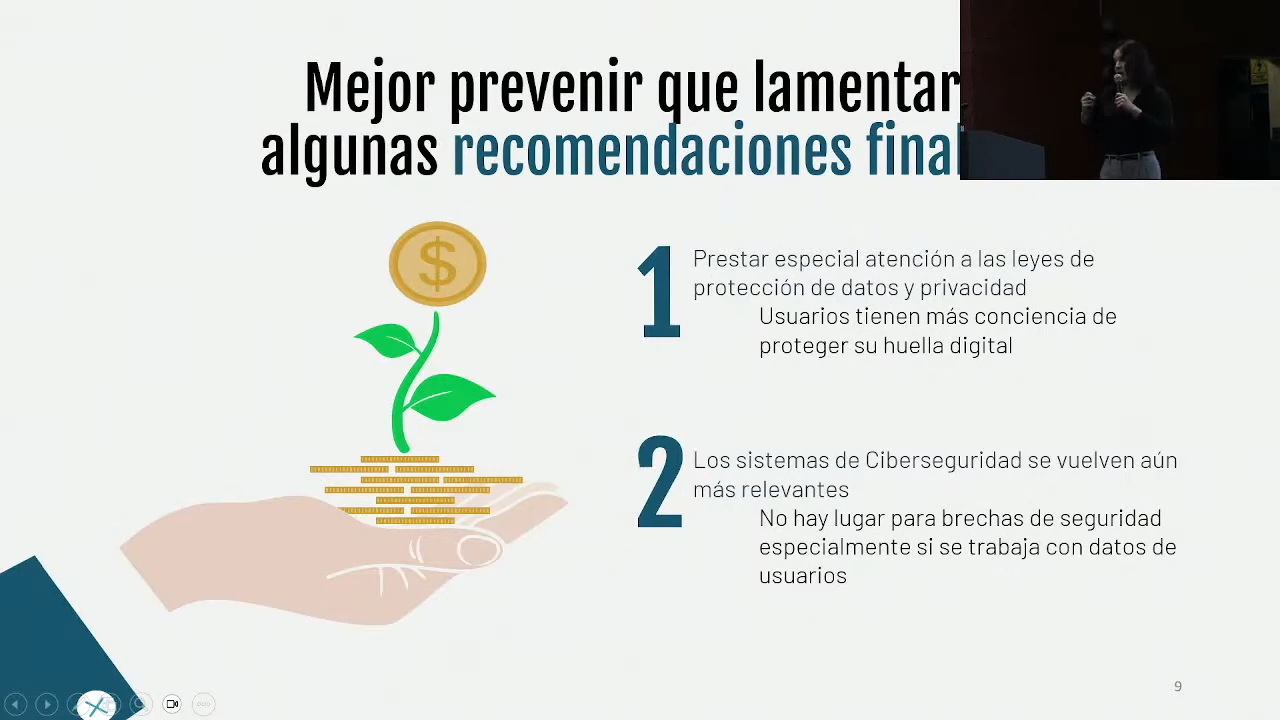 Mejor prevenir que lamentar
algunas recomendaciones final
$
1
Prestar especial atención a las leyes de
protección de datos y privacidad
Usuarios tienen más conciencia de
proteger su huella digital
2
Los sistemas de Ciberseguridad se vuelven aún
más relevantes
No hay lugar para brechas de seguridad
especialmente si se trabaja con datos de
usuarios
9